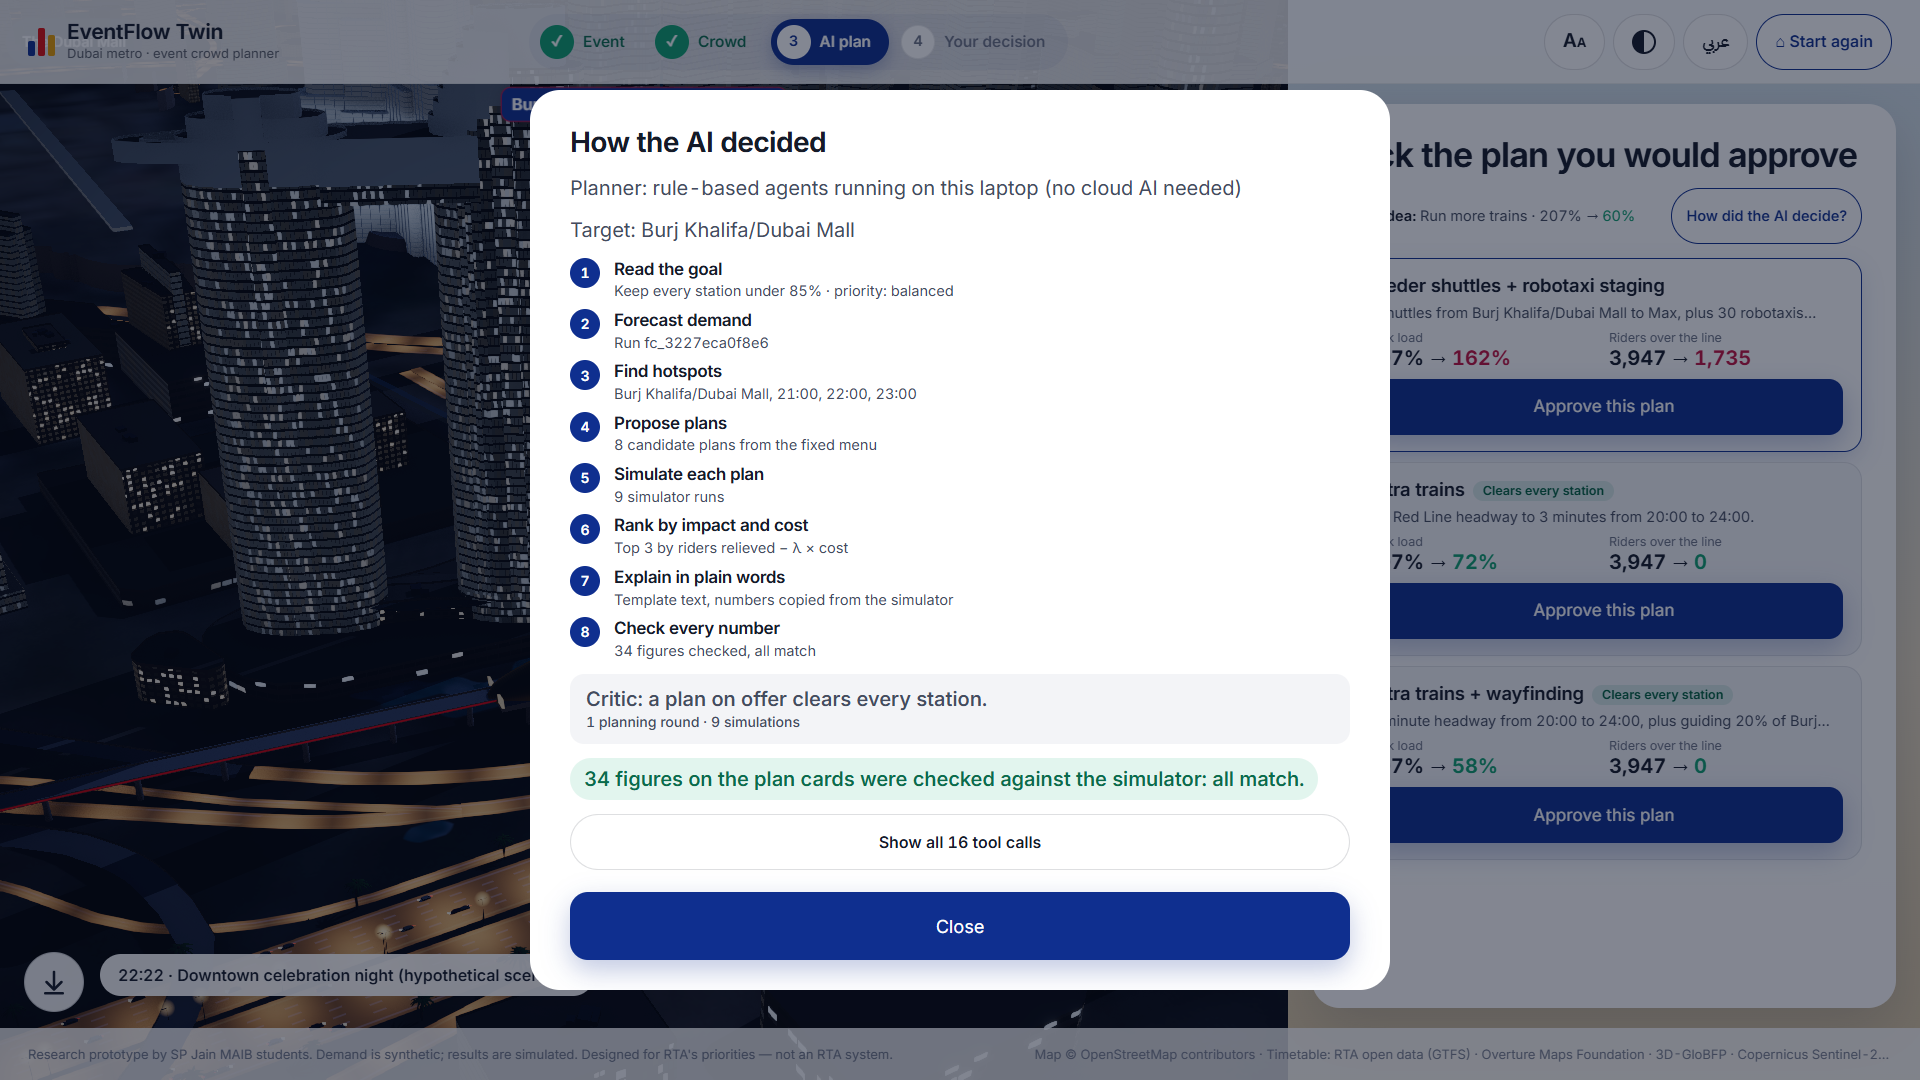 EventFlow Twin
Dubai metro · event crowd planner
✓ Event
✓ Crowd
3 AI plan
4 Your decision
AA
عربي
⌂ Start again
Bur
How the AI decided
Planner: rule-based agents running on this laptop (no cloud AI needed)
Target: Burj Khalifa/Dubai Mall
1 Read the goal
Keep every station under 85% · priority: balanced
2 Forecast demand
Run fc_3227eca0f8e6
3 Find hotspots
Burj Khalifa/Dubai Mall, 21:00, 22:00, 23:00
4 Propose plans
8 candidate plans from the fixed menu
5 Simulate each plan
9 simulator runs
6 Rank by impact and cost
Top 3 by riders relieved − λ × cost
7 Explain in plain words
Template text, numbers copied from the simulator
8 Check every number
34 figures checked, all match
Critic: a plan on offer clears every station.
1 planning round · 9 simulations
34 figures on the plan cards were checked against the simulator: all match.
Show all 16 tool calls
Close
ck the plan you would approve
dea: Run more trains · 207% → 60%
How did the AI decide?
eder shuttles + robotaxi staging
huttles from Burj Khalifa/Dubai Mall to Max, plus 30 robotaxis...
k load
Riders over the line
7% → 162%
3,947 → 1,735
Approve this plan
tra trains
Clears every station
Red Line headway to 3 minutes from 20:00 to 24:00.
k load
Riders over the line
7% → 72%
3,947 → 0
Approve this plan
tra trains + wayfinding
Clears every station
minute headway from 20:00 to 24:00, plus guiding 20% of Burj...
k load
Riders over the line
7% → 58%
3,947 → 0
Approve this plan
22:22 · Downtown celebration night (hypothetical sce
Research prototype by SP Jain MAIB students. Demand is synthetic; results are simulated. Designed for RTA's priorities — not an RTA system.
Map © OpenStreetMap contributors · Timetable: RTA open data (GTFS) · Overture Maps Foundation · 3D-GloBFP · Copernicus Sentinel-2...